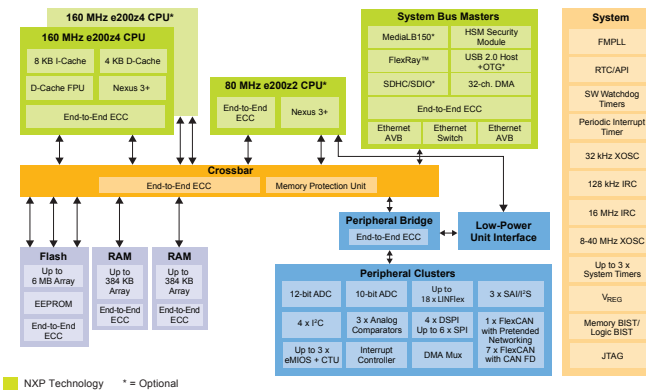 160 MHz e200z4 CPU*
160 MHz e200z4 CPU
8 KB I-Cache
4 KB D-Cache
D-Cache FPU
Nexus 3+
End-to-End ECC
80 MHz e200z2 CPU*
End-to-End
ECC
Nexus 3+
System Bus Masters
MediaLB150*
HSM Security
Module
FlexRay™
USB 2.0 Host
+OTG*
SDHC/SDIO*
32-ch. DMA
End-to-End ECC
Ethernet
AVB
Ethernet
Switch
Ethernet
AVB
Crossbar
End-to-End ECC
Memory Protection Unit
Peripheral Bridge
End-to-End ECC
Low-Power
Unit Interface
Flash
Up to
6 MB Array
EEPROM
End-to-End
ECC
RAM
Up to
384 KB
Array
End-to-End
ECC
RAM
Up to
384 KB
Array
End-to-End
ECC
Peripheral Clusters
12-bit ADC
10-bit ADC
Up to
18 x LINFlex
3 x SAI/I²S
4 x I²C
3 x Analog
Comparators
4 x DSPI
Up to 6 x SPI
1 x FlexCAN
with Pretended
Networking
7 x FlexCAN
with CAN FD
Up to 3 x
eMIOS + CTU
Interrupt
Controller
DMA Mux
System
FMPLL
RTC/API
SW Watchdog
Timers
Periodic Interrupt
Timer
32 kHz XOSC
128 kHz IRC
16 MHz IRC
8-40 MHz XOSC
Up to 3 x
System Timers
VREG
Memory BIST/
Logic BIST
JTAG
NXP Technology
* = Optional